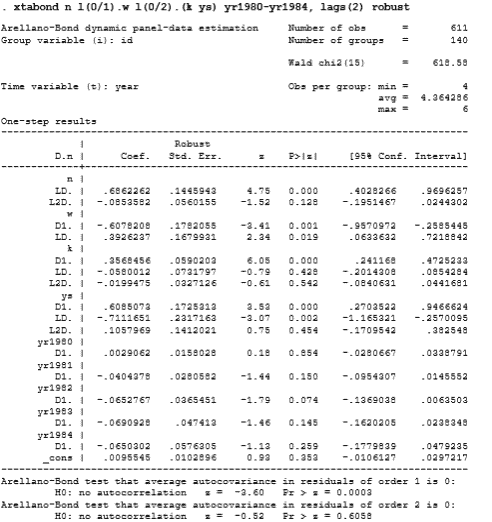 . xtabond n l(0/1).w l(0/2).(k ys) yr1980-yr1984, lags(2) robust
Arellano-Bond dynamic panel-data estimation Number of obs = 611
Group variable (i): id Number of groups = 140
Wald chi2(15) = 618.58
Time variable (t): year Obs per group: min = 4
avg = 4.364286
max = 6
One-step results
| Robust
D.n | Coef. Std. Err. z P>|z| [95% Conf. Interval]
n |
LD. | .6862262 .1445943 4.75 0.000 .4028266 .9696257
L2D. | -.0853582 .0560155 -1.52 0.128 -.1951467 .0244302
w |
D1. | -.6078208 .1782055 -3.41 0.001 -.9570972 -.2585445
LD. | .3926237 .1679931 2.34 0.019 .0633632 .7218842
k |
D1. | .3568456 .0590203 6.05 0.000 .241168 .4725233
LD. | -.0580012 .0731797 -0.79 0.428 -.2014308 .0854284
L2D. | -.0199475 .0327126 -0.61 0.542 -.0840631 .0441681
ys |
D1. | .6085073 .1725313 3.53 0.000 .2703522 .9466624
LD. | -.7111651 .2317163 -3.07 0.002 -1.165321 -.2570095
L2D. | .1057969 .1412021 0.75 0.454 -.1709542 .382548
yr1980 |
D1. | .0029062 .0158028 0.18 0.854 -.0280667 .0338791
yr1981 |
D1. | -.0404378 .0280582 -1.44 0.150 -.0954307 .0145552
yr1982 |
D1. | -.0652767 .0365451 -1.79 0.074 -.1369038 .0063503
yr1983 |
D1. | -.0690928 .047413 -1.46 0.145 -.1620205 .0238348
yr1984 |
D1. | -.0650302 .0576305 -1.13 0.259 -.1779839 .0479235
_cons | .0095545 .0102896 0.93 0.353 -.0106127 .0297217
Arellano-Bond test that average autocovariance in residuals of order 1 is 0:
H0: no autocorrelation z = -3.60 Pr > z = 0.0003
Arellano-Bond test that average autocovariance in residuals of order 2 is 0:
H0: no autocorrelation z = -0.52 Pr > z = 0.6058